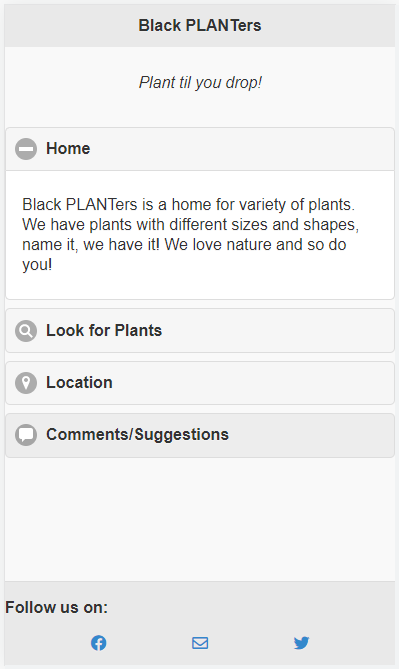 Black PLANTers
Plant til you drop!
Home
Black PLANTers is a home for variety of plants.
We have plants with different sizes and shapes,
name it, we have it! We love nature and so do
you!
Look for Plants
Location
Comments/Suggestions
Follow us on: